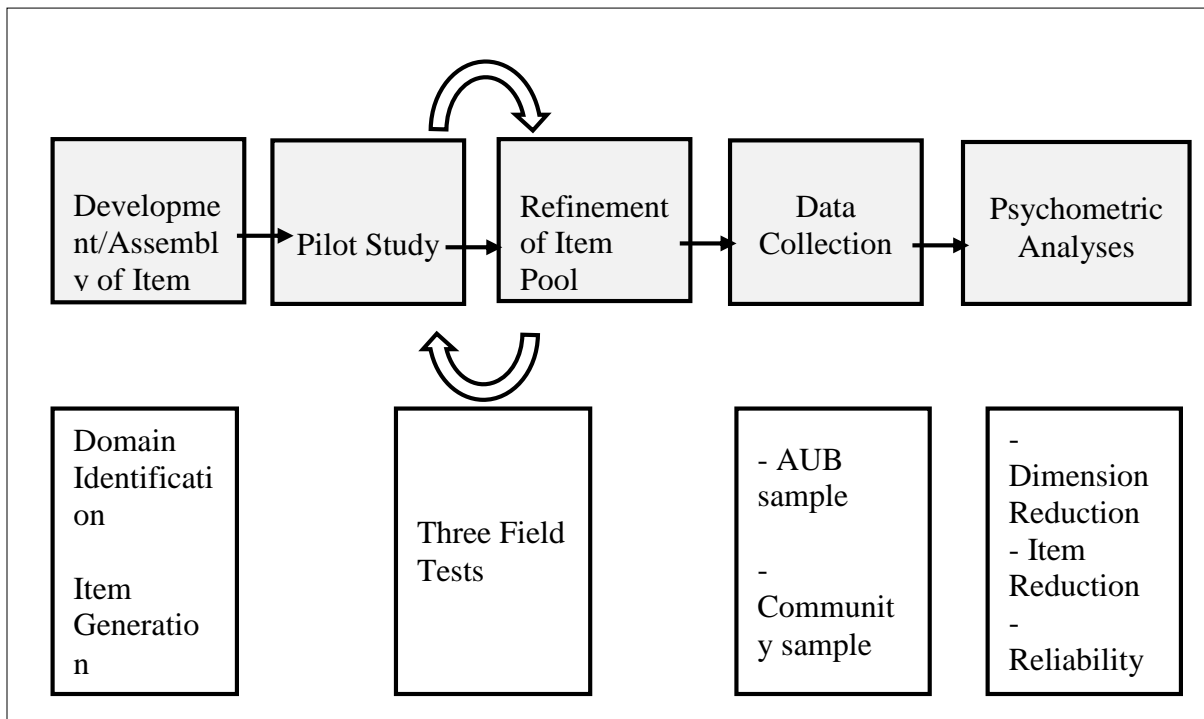 Developme
nt/Assembl
y of Item
Pilot Study
Refinement
of Item
Pool
Data
Collection
Psychometric
Analyses
Domain
Identificati
on
Item
Generatio
n
Three Field
Tests
- AUB
sample
-
Communit
y sample
-
Dimension
Reduction
- Item
Reduction
-
Reliability